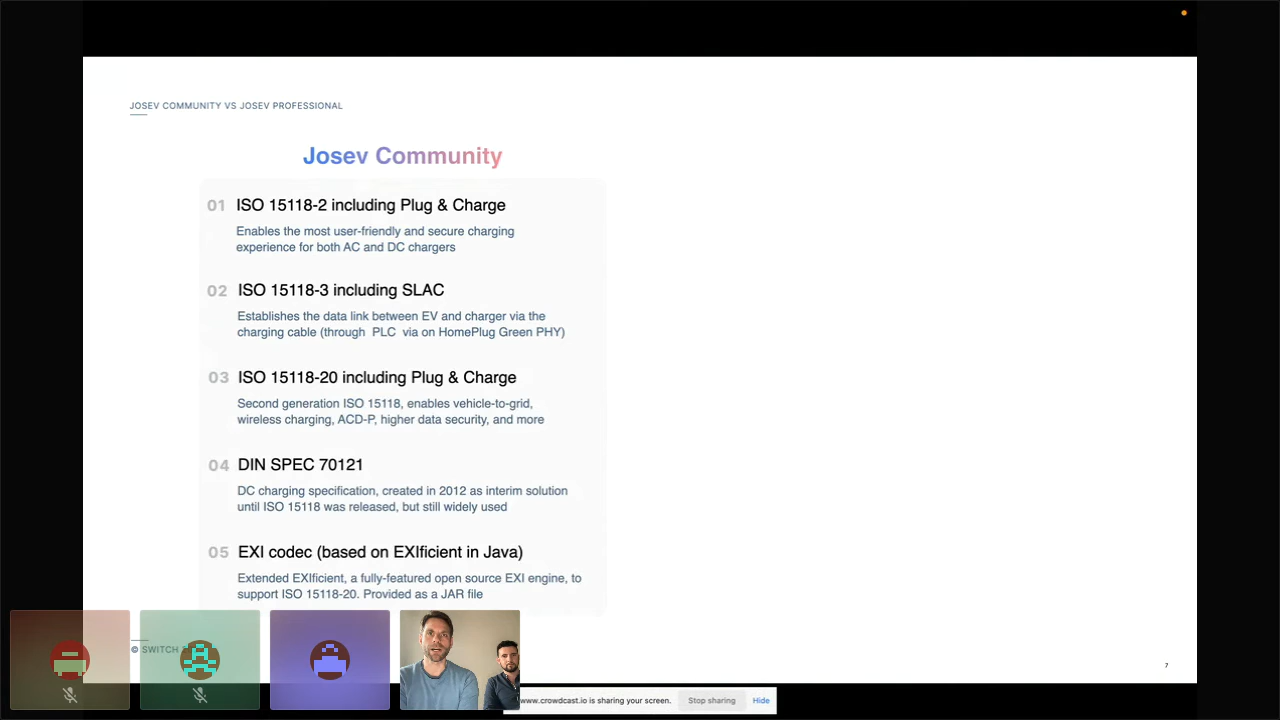 JOSEV COMMUNITY VS JOSEV PROFESSIONAL
Josev Community
01 ISO 15118-2 including Plug & Charge
Enables the most user-friendly and secure charging
experience for both AC and DC chargers
02 ISO 15118-3 including SLAC
Establishes the data link between EV and charger via the
charging cable (through PLC via on HomePlug Green PHY)
03 ISO 15118-20 including Plug & Charge
Second generation ISO 15118, enables vehicle-to-grid,
wireless charging, ACD-P, higher data security, and more
04 DIN SPEC 70121
DC charging specification, created in 2012 as interim solution
until ISO 15118 was released, but still widely used
05 EXI codec (based on EXIficient in Java)
Extended EXIficient, a fully-featured open source EXI engine, to
support ISO 15118-20. Provided as a JAR file
© SWITCH
7
www.crowdcast.io is sharing your screen. Stop sharing Hide